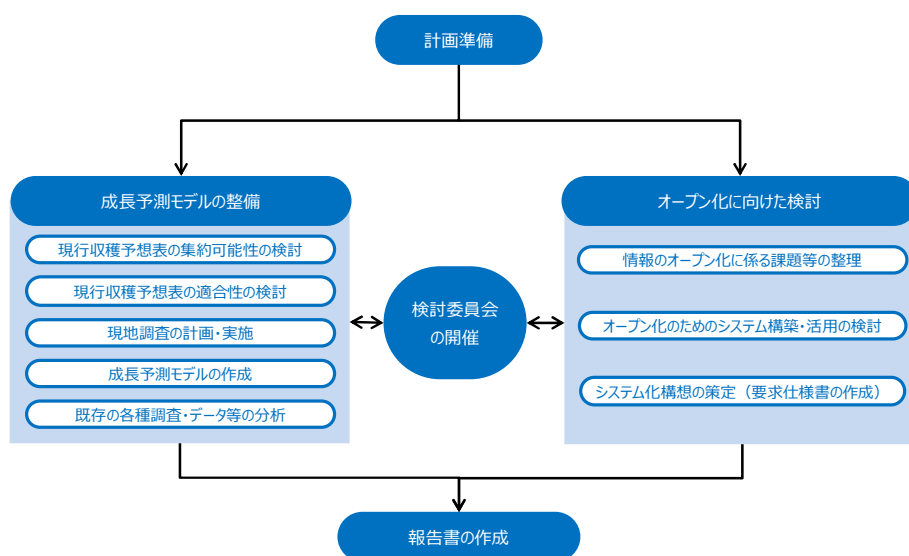 計画準備
成長予測モデルの整備
現行収穫予想表の集約可能性の検討
現行収穫予想表の適合性の検討
現地調査の計画・実施
成長予測モデルの作成
既存の各種調査・データ等の分析
検討委員会
の開催
オープン化に向けた検討
情報のオープン化に係る課題等の整理
オープン化のためのシステム構築・活用の検討
システム化構想の策定（要求仕様書の作成）
報告書の作成